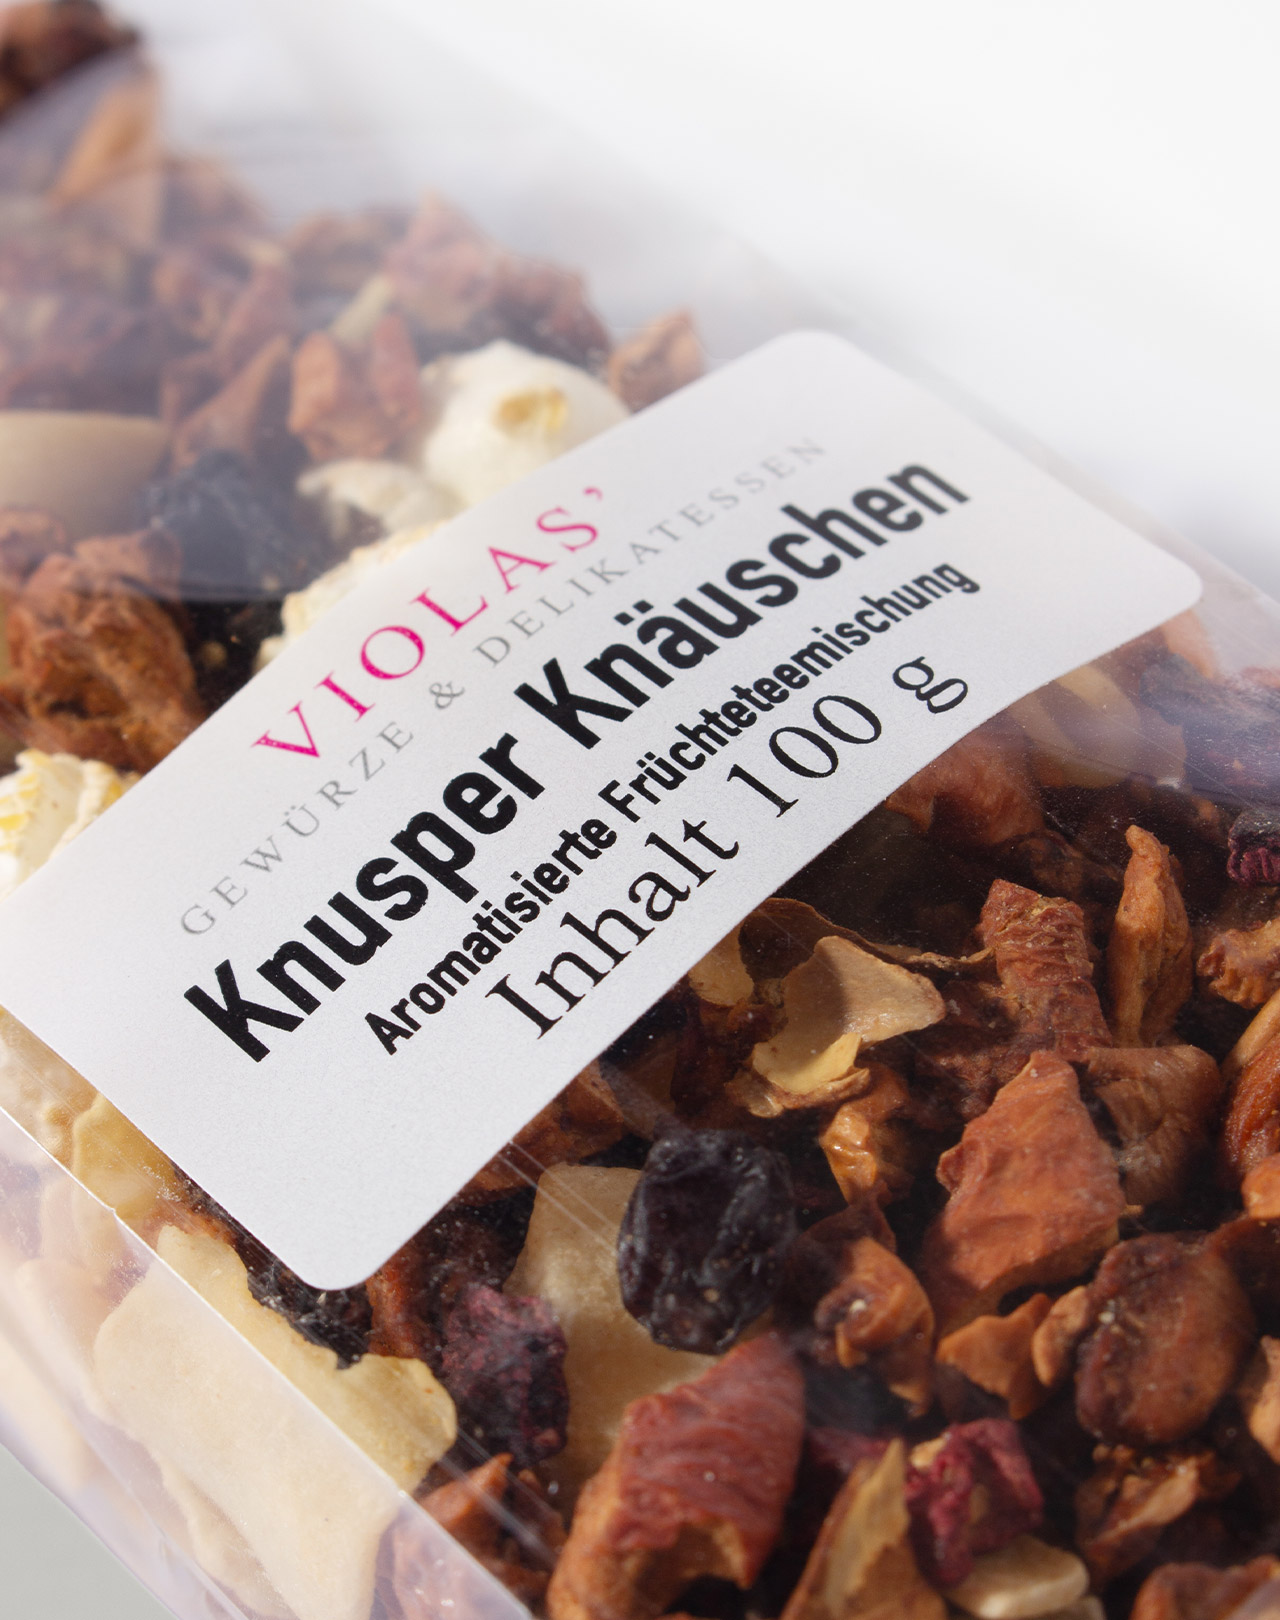 VIOLAS’
GEWÜRZE & DELIKATESSEN
Knusper Knäuschen
Aromatisierte Früchteteemischung
Inhalt 100 g